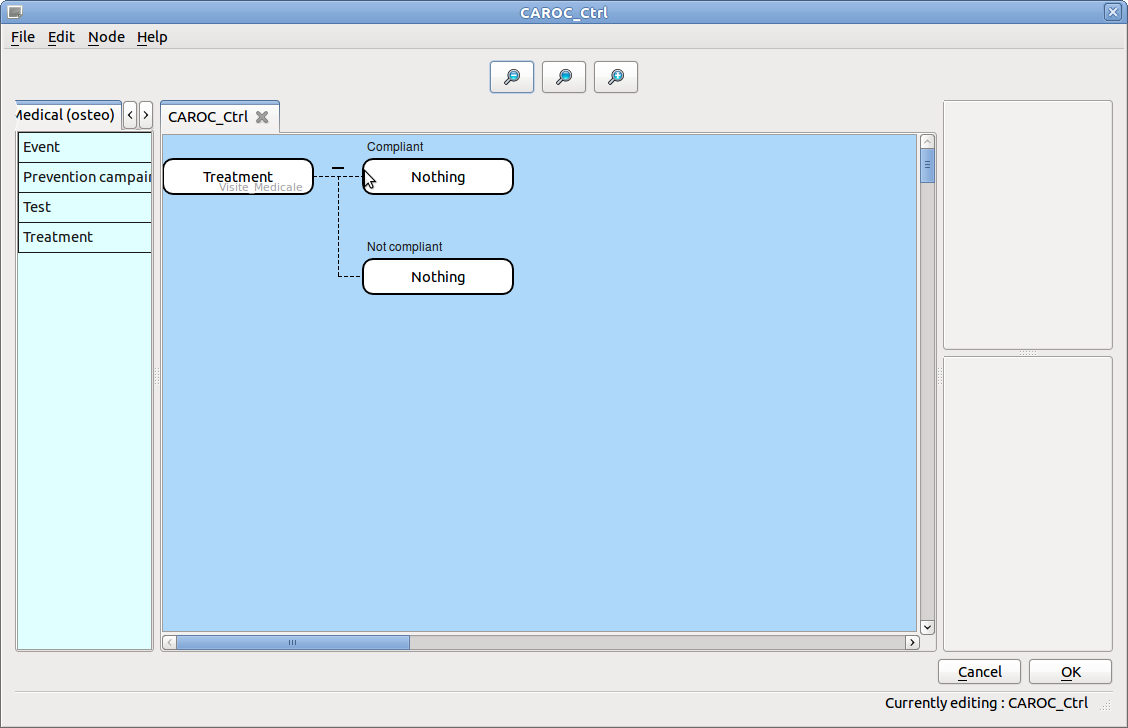 CAROC_Ctrl
File Edit Node Help
Medical (osteo)
CAROC_Ctrl
Event
Prevention campain
Test
Treatment
Compliant
Treatment
Visite_Medicale
Nothing
Not compliant
Nothing
Cancel
OK
Currently editing : CAROC_Ctrl